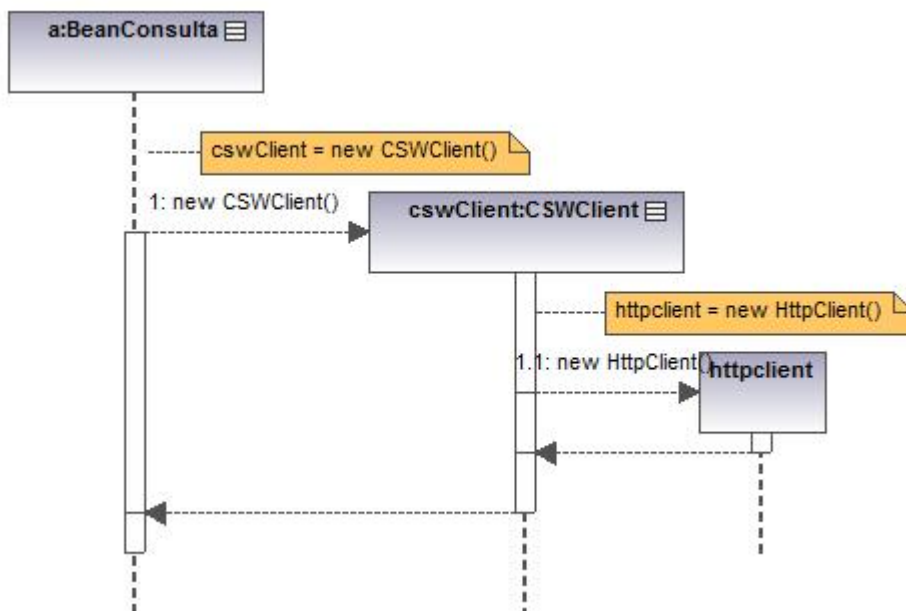 a:BeanConsulta
cswClient = new CSWClient()
1: new CSWClient()
cswClient:CSWClient
httpclient = new HttpClient()
1.1: new HttpClient()
httpclient